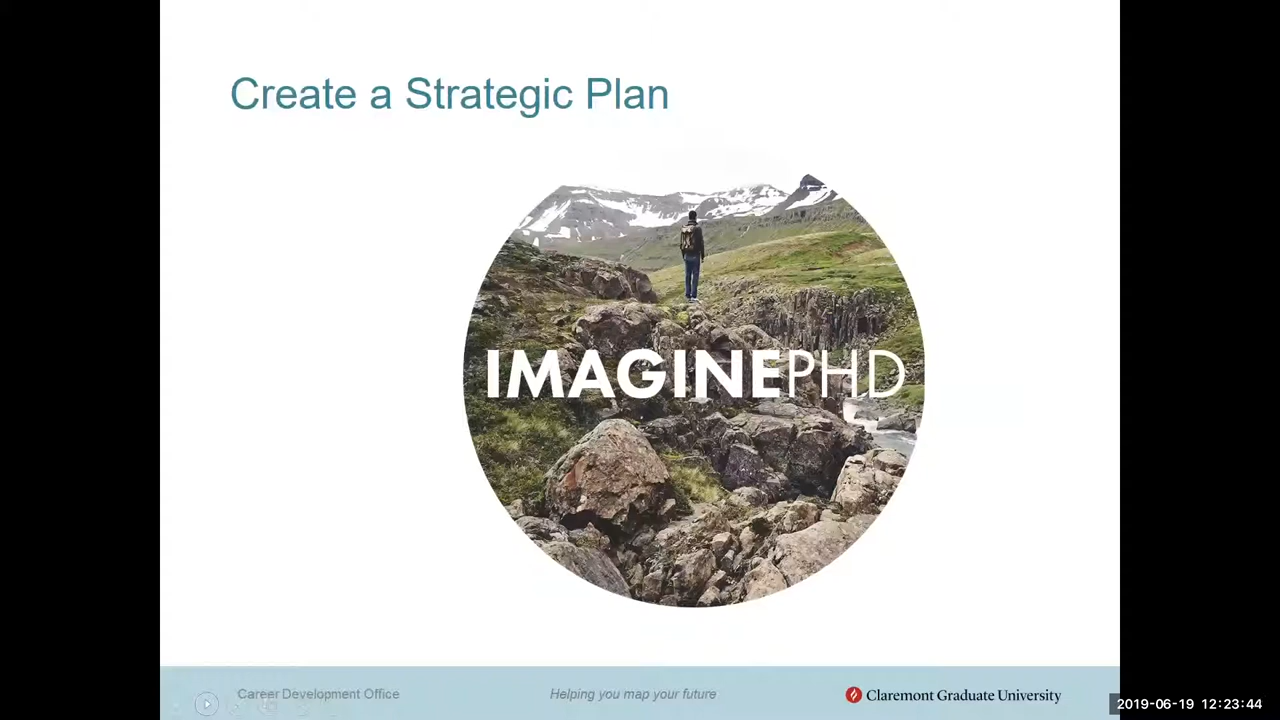 Create a Strategic Plan
IMAGINEPHD
Career Development Office
Helping you map your future
Claremont Graduate University
2019-06-19 12:23:44